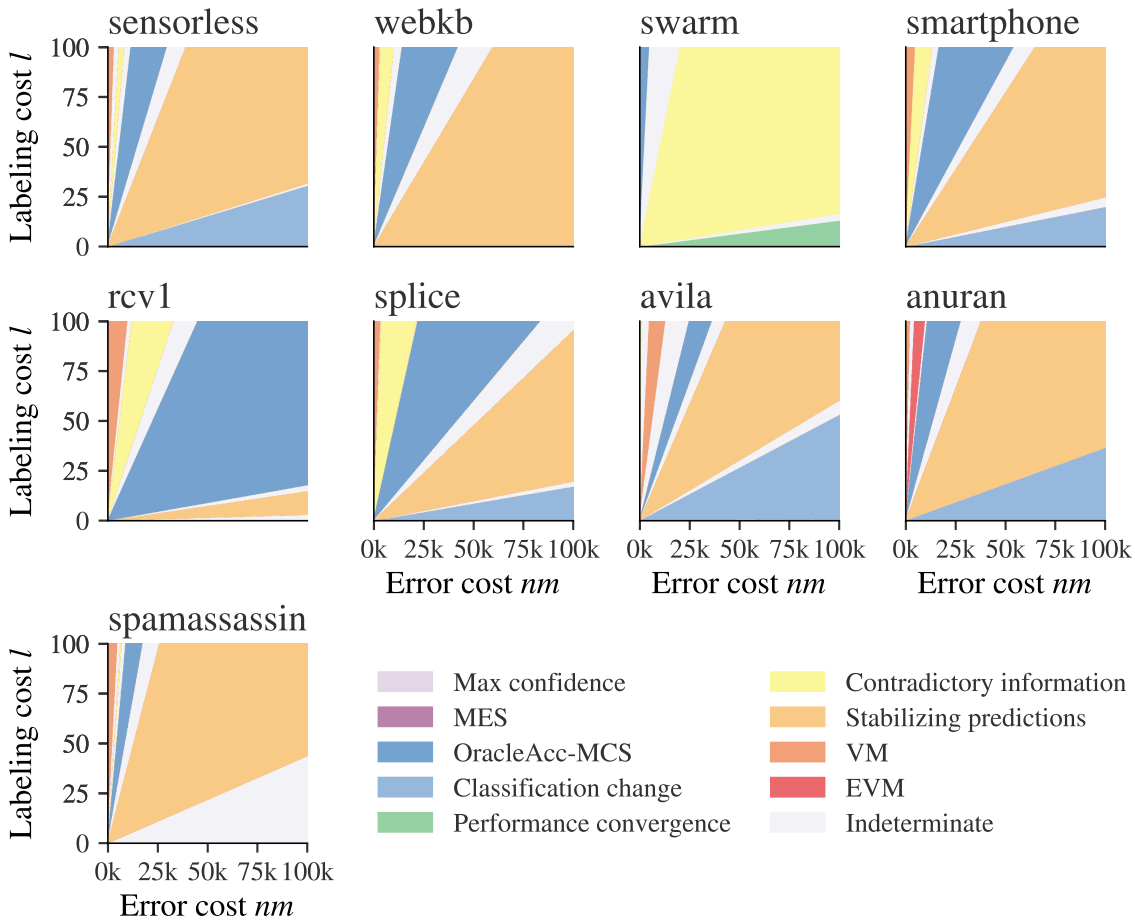 sensorless webkb swarm smartphone
Labeling cost l
100
75
50
25
0
rcv1 splice avila anuran
Labeling cost l
100
75
50
25
0
0k 25k 50k 75k 100k 0k 25k 50k 75k 100k 0k 25k 50k 75k 100k
Error cost nm Error cost nm Error cost nm
spamassassin
Labeling cost l
100
75
50
25
0
0k 25k 50k 75k 100k
Error cost nm
Max confidence
MES
OracleAcc-MCS
Classification change
Performance convergence
Contradictory information
Stabilizing predictions
VM
EVM
Indeterminate